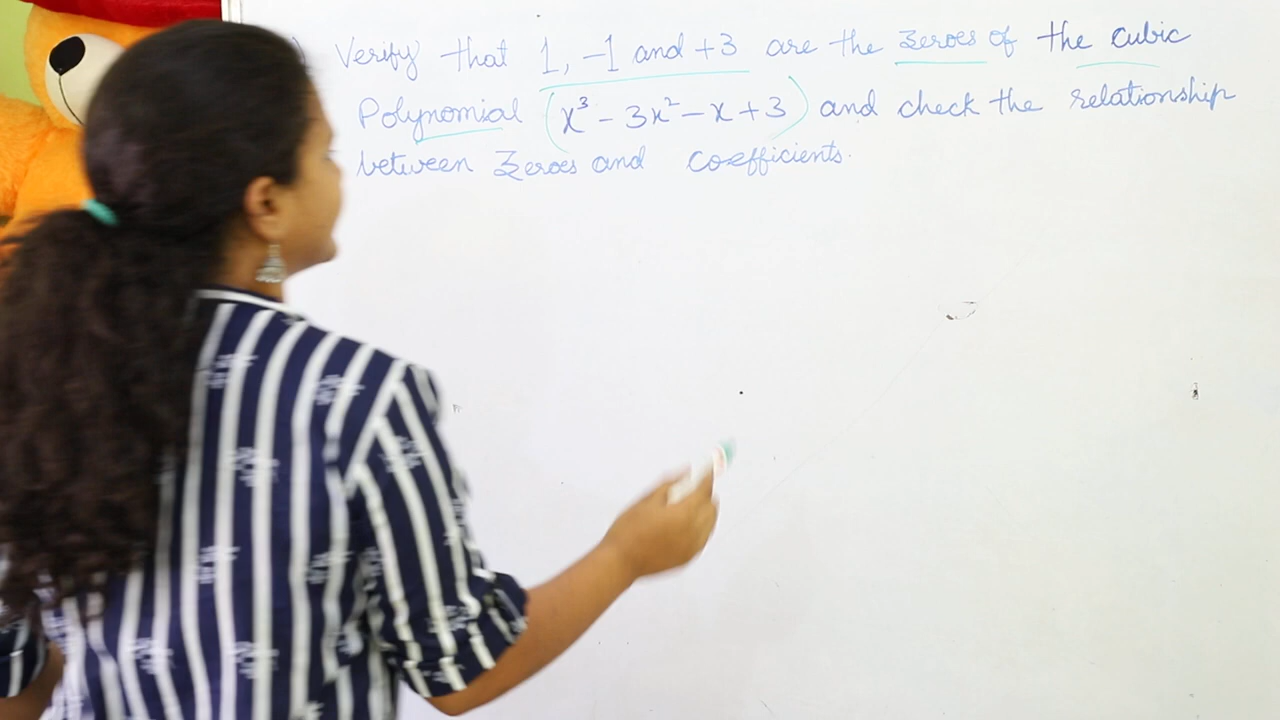 Verify that 1, -1 and +3 are the zeroes of the cubic
Polynomial (x³ - 3x² - x + 3) and check the relationship
between zeroes and coefficients.